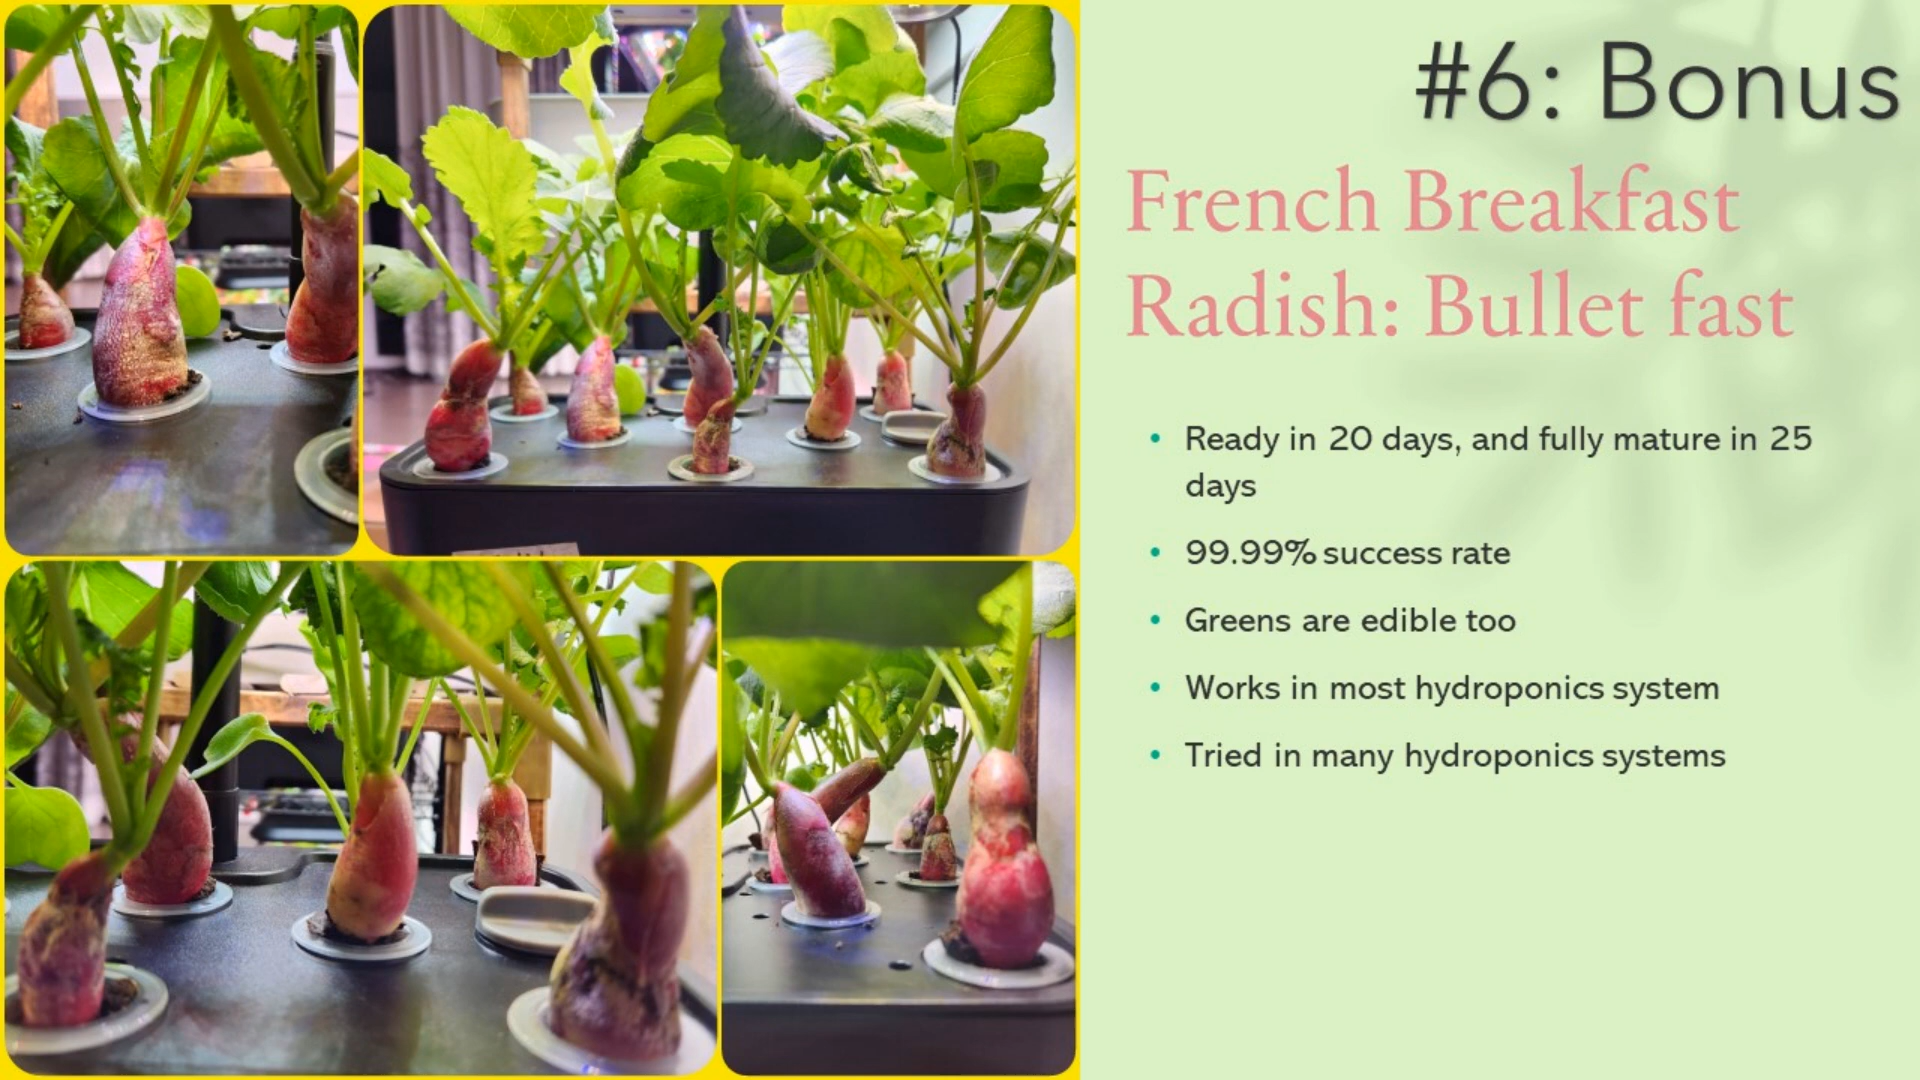 #6: Bonus
French Breakfast
Radish: Bullet fast
• Ready in 20 days, and fully mature in 25
days
• 99.99% success rate
• Greens are edible too
• Works in most hydroponics system
• Tried in many hydroponics systems